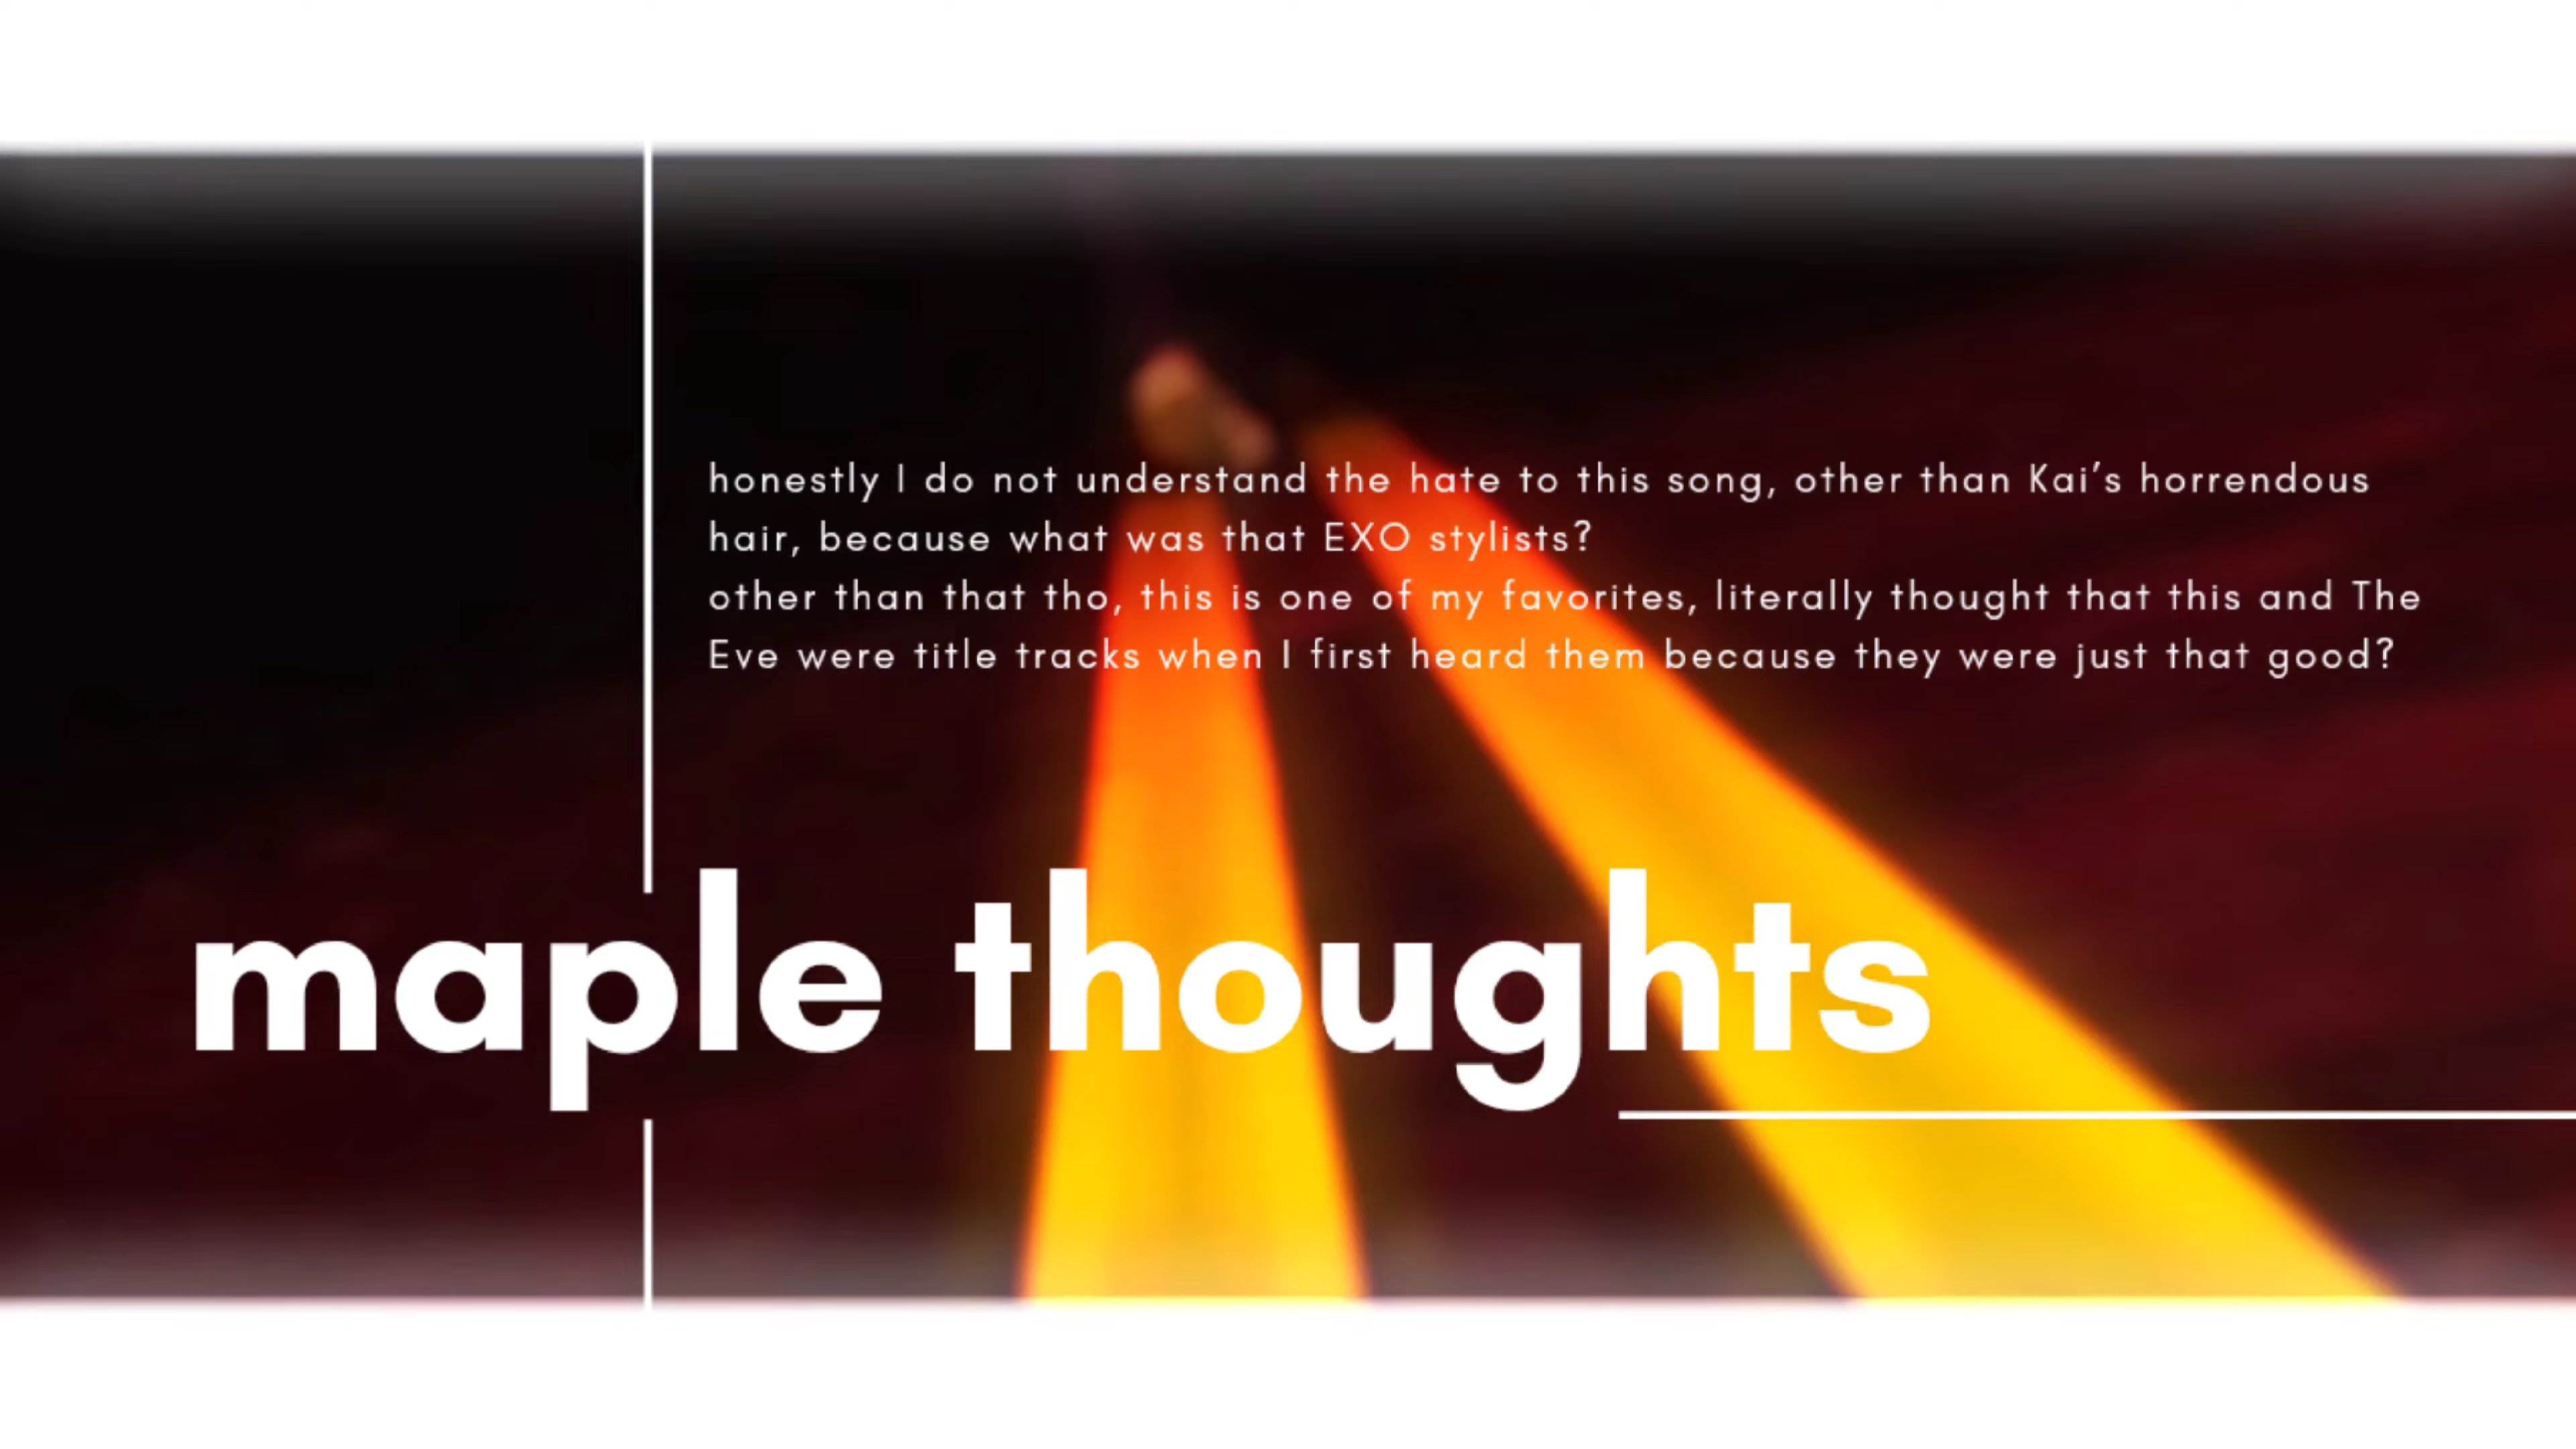 honestly I do not understand the hate to this song, other than Kai’s horrendous
hair, because what was that EXO stylists?
other than that tho, this is one of my favorites, literally thought that this and The
Eve were title tracks when I first heard them because they were just that good?
maple thoughts